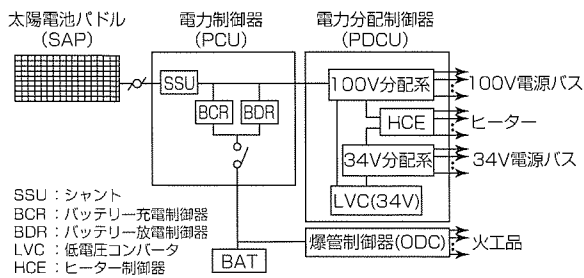 太陽電池パドル
(SAP)
電力制御器
(PCU)
電力分配制御器
(PDCU)
SSU
BCR
BDR
100V分配系
100V電源バス
HCE
ヒーター
34V分配系
34V電源バス
LVC(34V)
SSU：シャント
BCR：バッテリー充電制御器
BDR：バッテリー放電制御器
LVC：低電圧コンバータ
HCE：ヒーター制御器
BAT
爆管制御器(ODC)
火工品